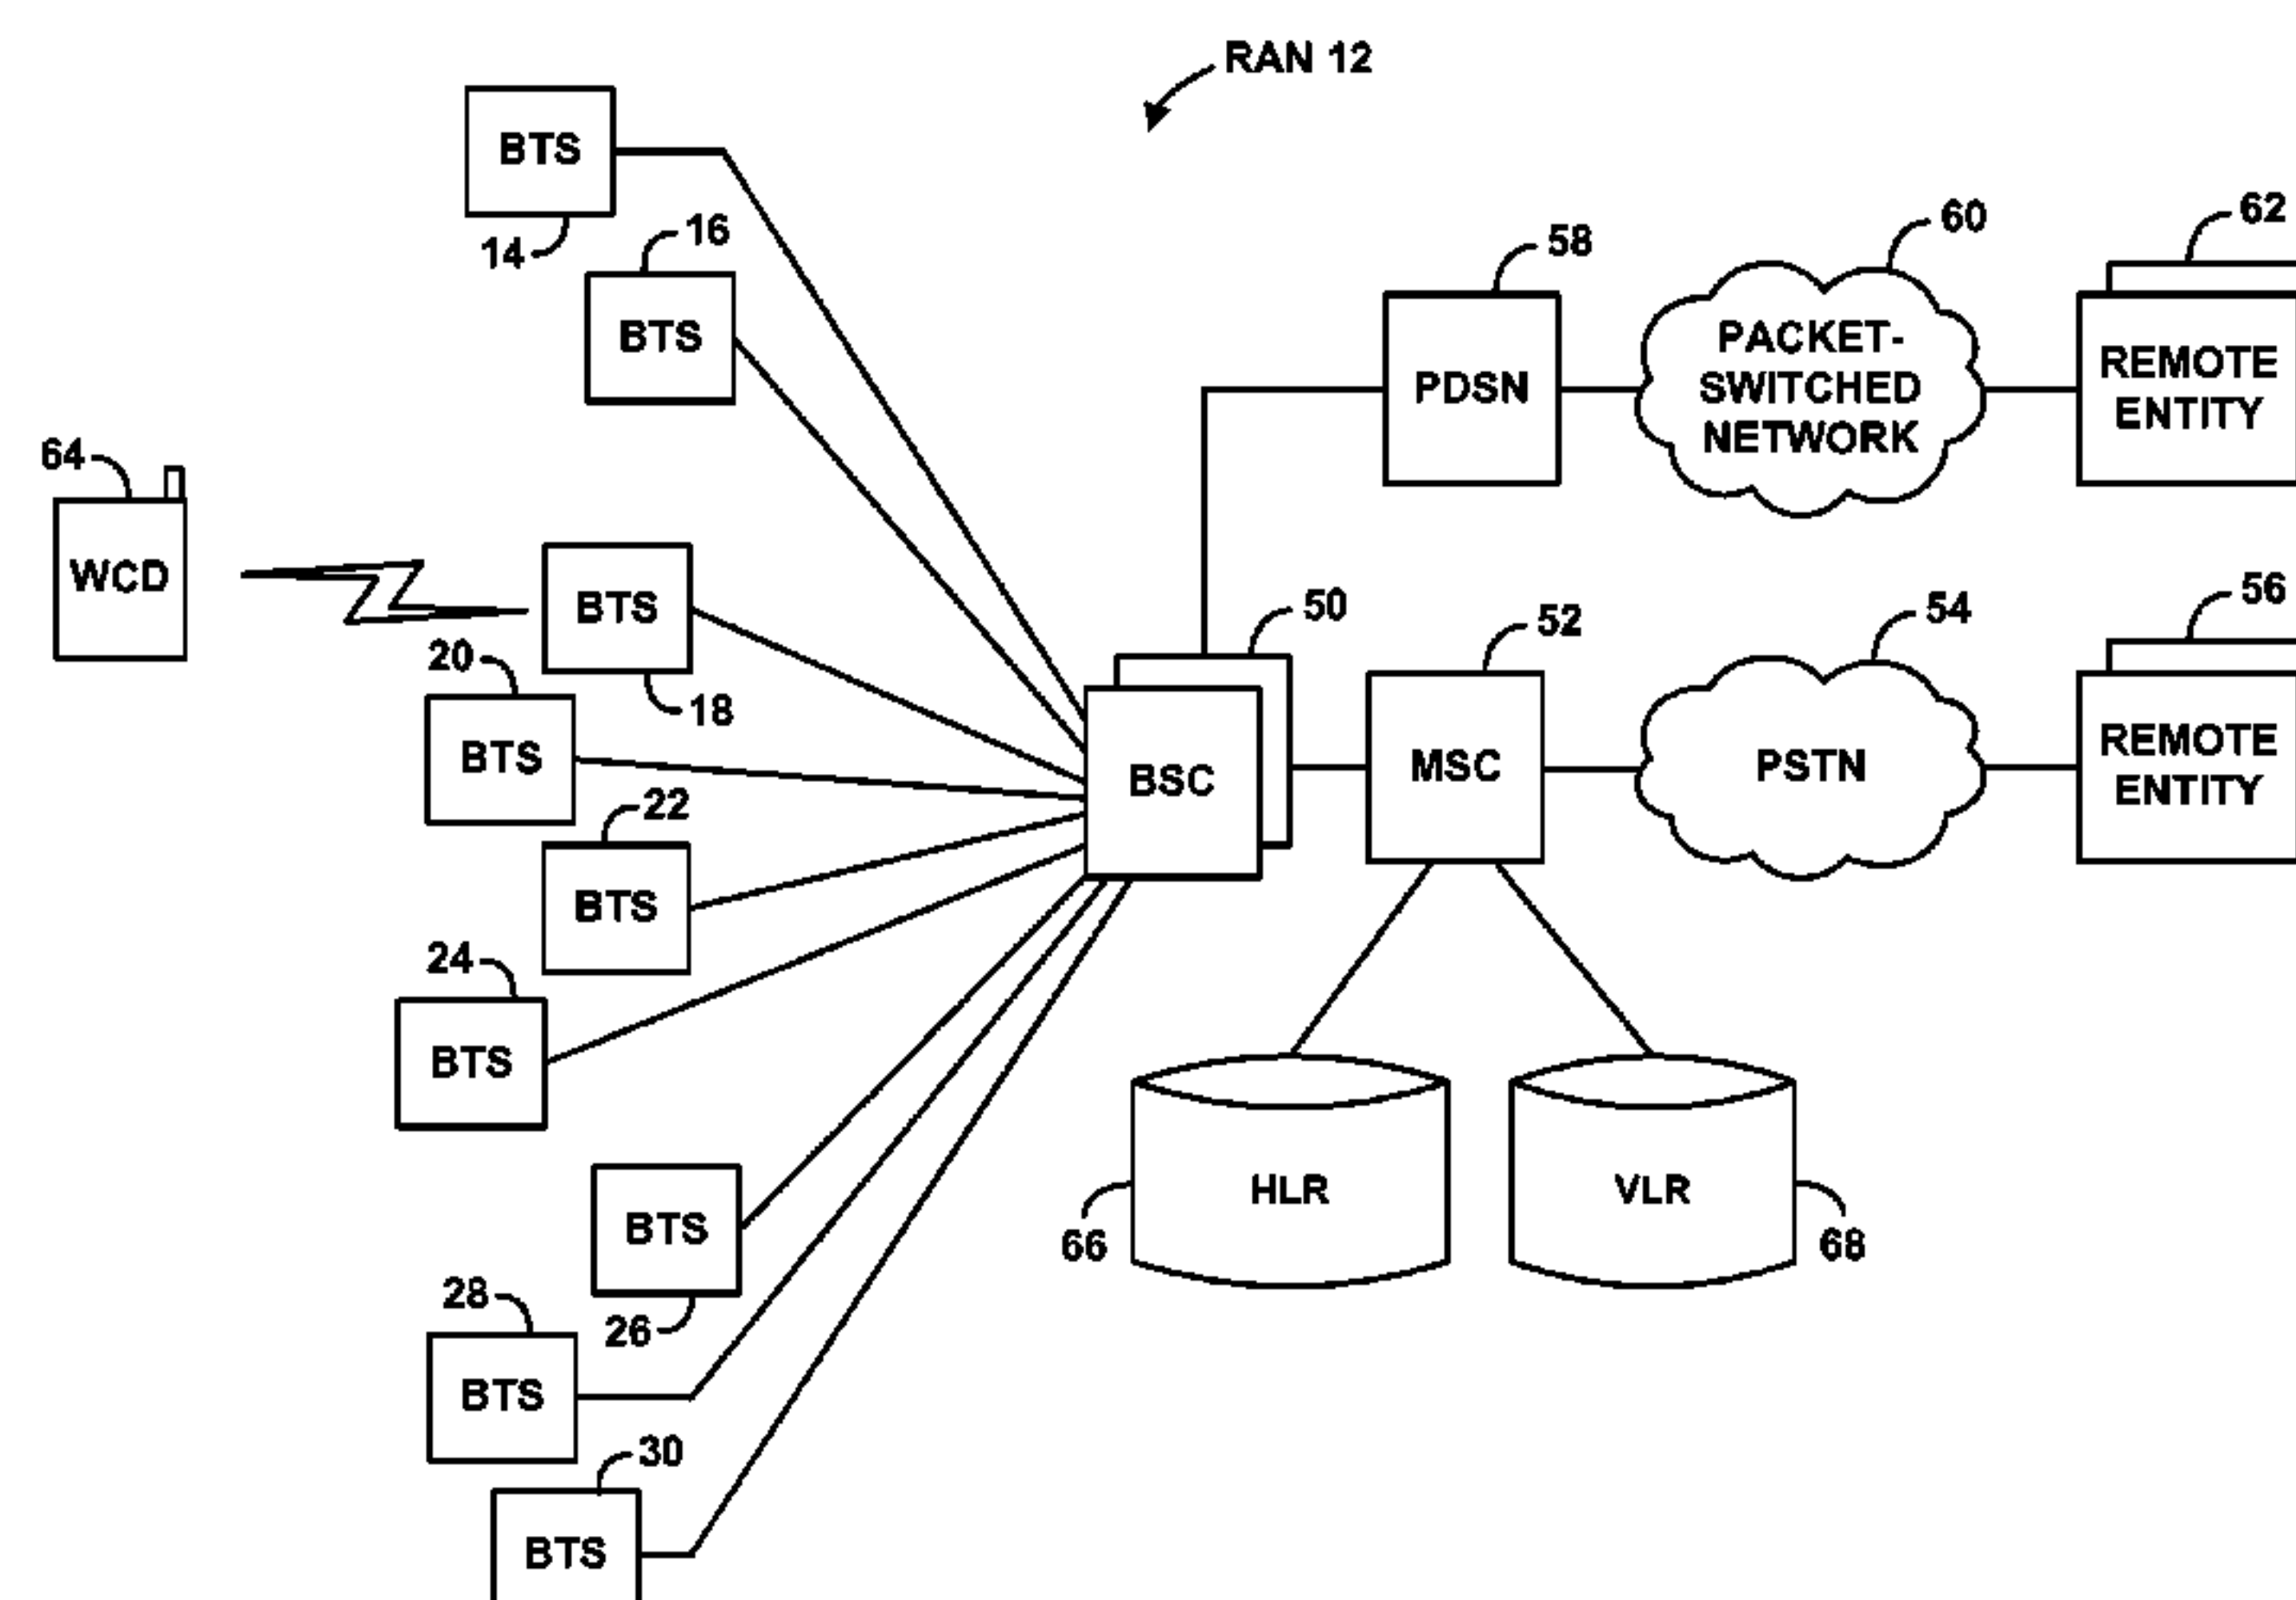 RAN 12
BTS
14
16
BTS
58
60
62
PDSN
PACKET-
SWITCHED
NETWORK
REMOTE
ENTITY
64
WCD
BTS
18
20
BTS
22
BTS
24
BTS
50
BSC
52
MSC
54
PSTN
56
REMOTE
ENTITY
HLR
66
VLR
68
BTS
26
28
BTS
30
BTS